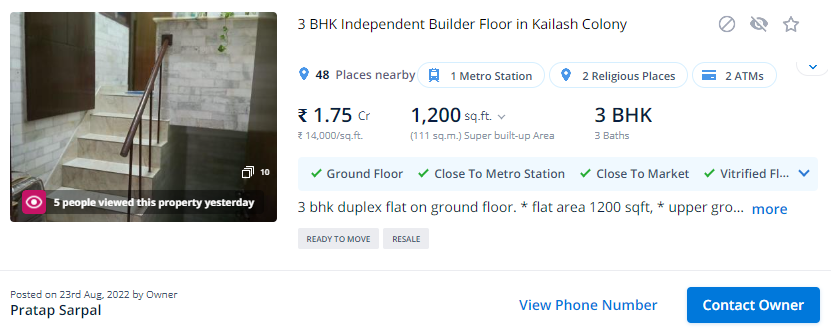 3 BHK Independent Builder Floor in Kailash Colony
48 Places nearby
1 Metro Station
2 Religious Places
2 ATMs
₹ 1.75 Cr
1,200 sq.ft.
3 BHK
₹ 14,000/sq.ft.
(111 sq.m.) Super built-up Area
3 Baths
10
5 people viewed this property yesterday
Ground Floor
Close To Metro Station
Close To Market
Vitrified Fl...
3 bhk duplex flat on ground floor. * flat area 1200 sqft, * upper gro... more
READY TO MOVE
RESALE
Posted on 23rd Aug, 2022 by Owner
Pratap Sarpal
View Phone Number
Contact Owner